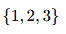 {1, 2, 3}